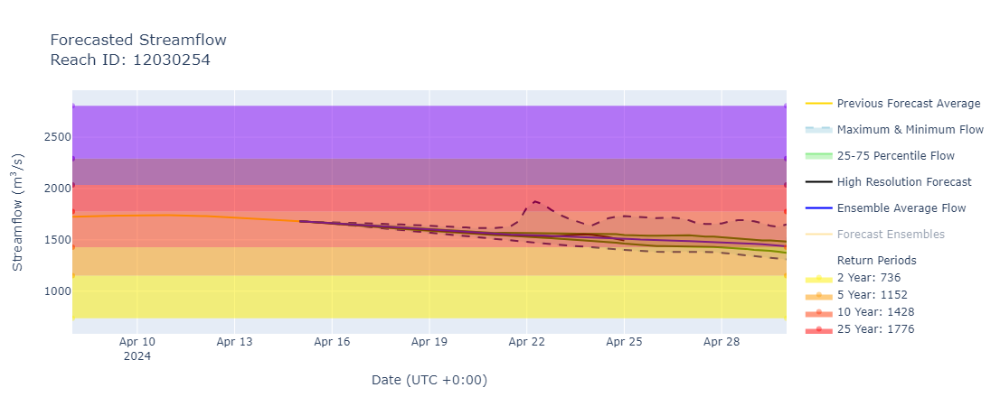 Forecasted Streamflow
Reach ID: 12030254
Streamflow (m³/s)
2500
2000
1500
1000
Apr 10
2024
Apr 13
Apr 16
Apr 19
Apr 22
Apr 25
Apr 28
Date (UTC +0:00)
Previous Forecast Average
Maximum & Minimum Flow
25-75 Percentile Flow
High Resolution Forecast
Ensemble Average Flow
Forecast Ensembles
Return Periods
2 Year: 736
5 Year: 1152
10 Year: 1428
25 Year: 1776